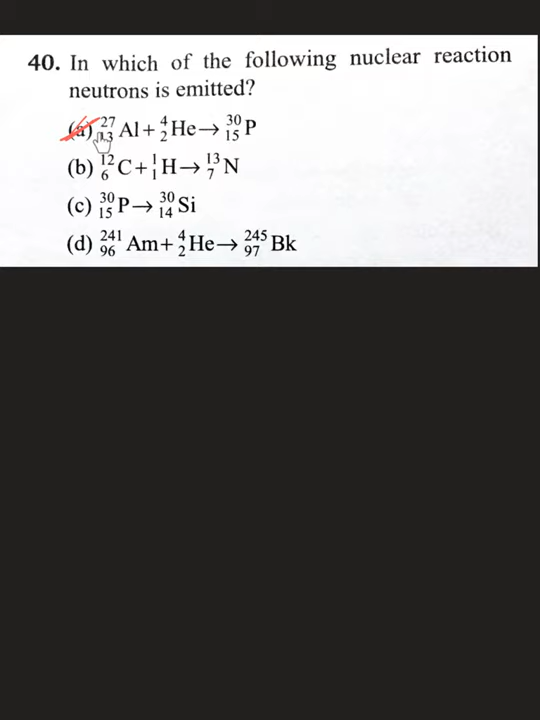 40. In which of the following nuclear reaction
neutrons is emitted?
(a) ²⁷₁₃Al + ⁴₂He → ³⁰₁₅P
(b) ¹²₆C + ¹₁H → ¹³₇N
(c) ³⁰₁₅P → ³⁰₁₄Si
(d) ²⁴¹₉₆Am + ⁴₂He → ²⁴⁵₉₇Bk